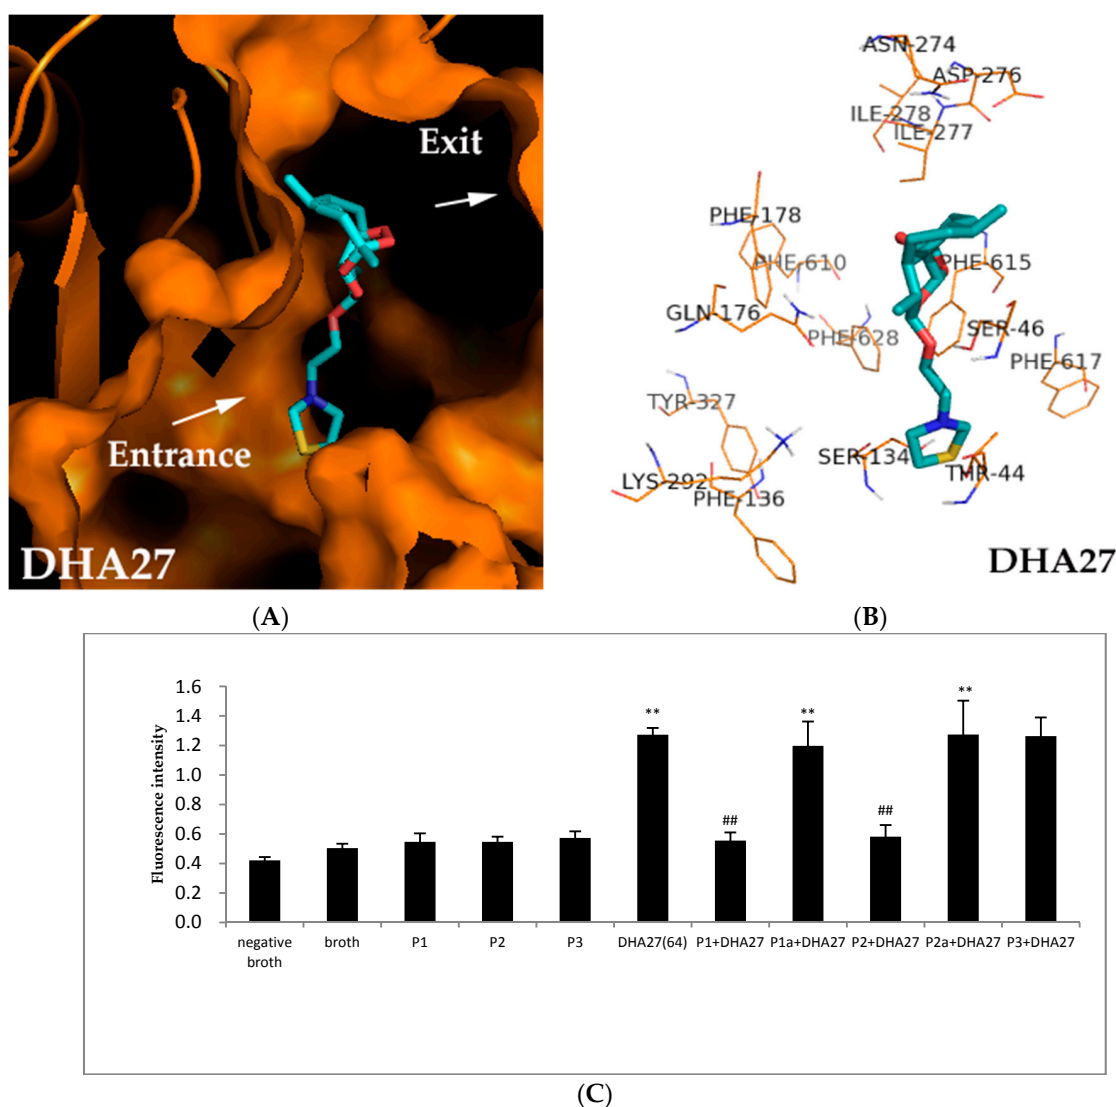 Exit
Entrance
DHA27
(A)
ASN-274
ASP-276
ILE-278
ILE-277
PHE-178
PHE-610
PHE-615
GLN-176
PHE-628
SER-46
PHE-617
TYR-327
SER-134
LYS-292
PHE-136
THR-44
DHA27
(B)
Fluorescence intensity
1.6
1.4
1.2
1.0
0.8
0.6
0.4
0.2
0.0
** ## ** ## **
negative broth
broth
P1
P2
P3
DHA27(64)
P1+DHA27
P1a+DHA27
P2+DHA27
P2a+DHA27
P3+DHA27
(C)